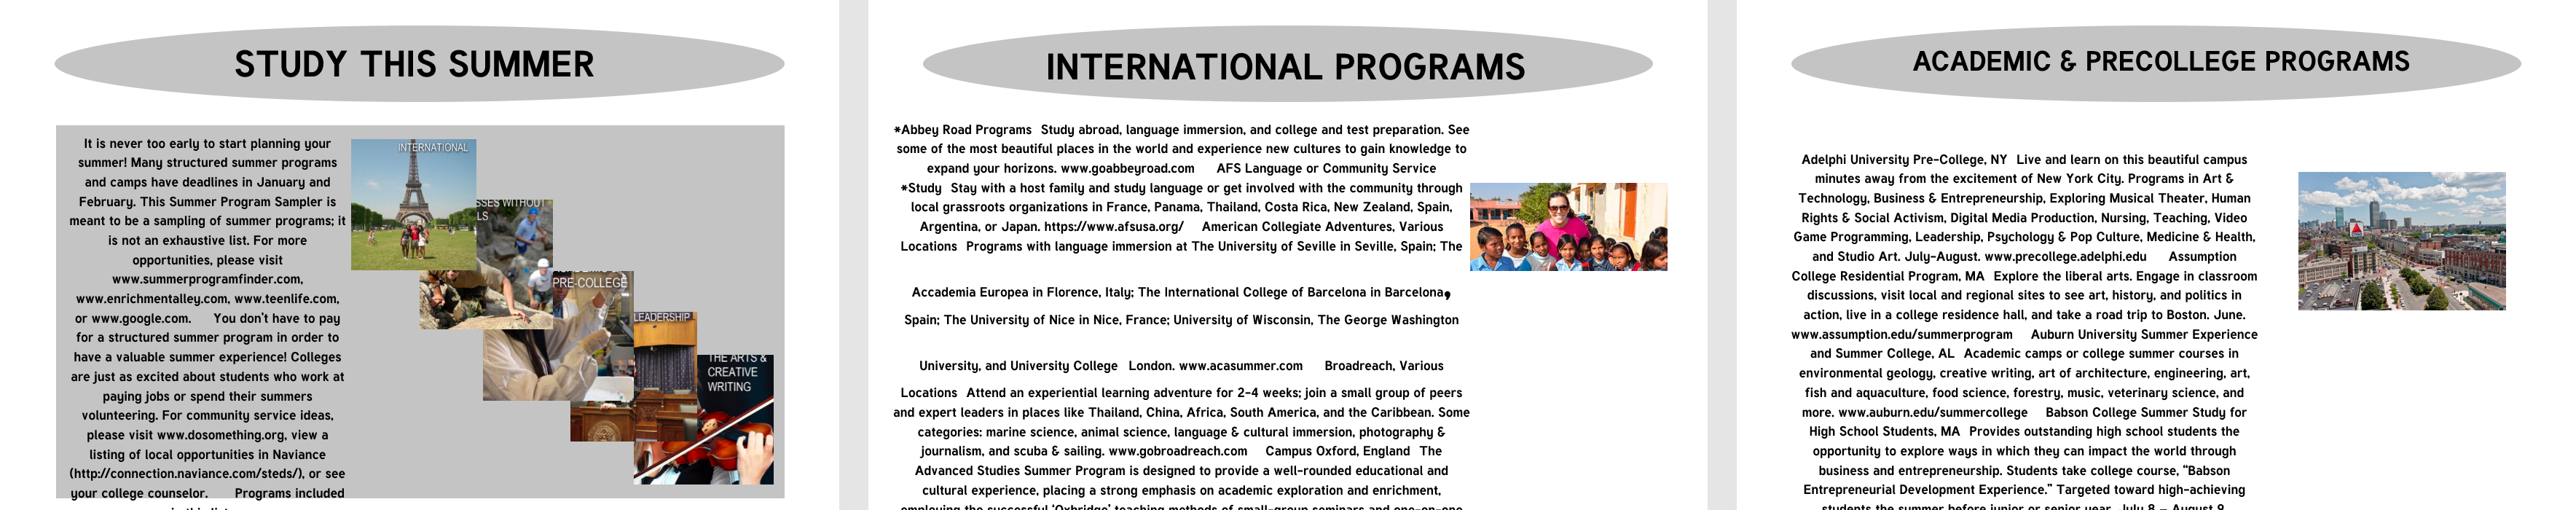 STUDY THIS SUMMER
It is never too early to start planning your
summer! Many structured summer programs
and camps have deadlines in January and
February. This Summer Program Sampler is
meant to be a sampling of summer programs; it
is not an exhaustive list. For more
opportunities, please visit
www.summerprogramfinder.com,
www.enrichmentalley.com, www.teenlife.com,
or www.google.com. You don't have to pay
for a structured summer program in order to
have a valuable summer experience! Colleges
are just as excited about students who work at
paying jobs or spend their summers
volunteering. For community service ideas,
please visit www.dosomething.org, view a
listing of local opportunities in Naviance
(http://connection.naviance.com/steds/), or see
your college counselor. Programs included
INTERNATIONAL
WITHOUT
PRE-COLLEGE
LEADERSHIP
THE ARTS &
CREATIVE
WRITING
INTERNATIONAL PROGRAMS
*Abbey Road Programs Study abroad, language immersion, and college and test preparation. See
some of the most beautiful places in the world and experience new cultures to gain knowledge to
expand your horizons. www.goabbeyroad.com AFS Language or Community Service
*Study Stay with a host family and study language or get involved with the community through
local grassroots organizations in France, Panama, Thailand, Costa Rica, New Zealand, Spain,
Argentina, or Japan. https://www.afsusa.org/ American Collegiate Adventures, Various
Locations Programs with language immersion at The University of Seville in Seville, Spain; The
Accademia Europea in Florence, Italy; The International College of Barcelona in Barcelona,
Spain; The University of Nice in Nice, France; University of Wisconsin, The George Washington
University, and University College London. www.acasummer.com Broadreach, Various
Locations Attend an experiential learning adventure for 2-4 weeks; join a small group of peers
and expert leaders in places like Thailand, China, Africa, South America, and the Caribbean. Some
categories: marine science, animal science, language & cultural immersion, photography &
journalism, and scuba & sailing. www.gobroadreach.com Campus Oxford, England The
Advanced Studies Summer Program is designed to provide a well-rounded educational and
cultural experience, placing a strong emphasis on academic exploration and enrichment,
employing the successful 'Oxbridge' teaching methods of small-group seminars and one-on-one
ACADEMIC & PRECOLLEGE PROGRAMS
Adelphi University Pre-College, NY Live and learn on this beautiful campus
minutes away from the excitement of New York City. Programs in Art &
Technology, Business & Entrepreneurship, Exploring Musical Theater, Human
Rights & Social Activism, Digital Media Production, Nursing, Teaching, Video
Game Programming, Leadership, Psychology & Pop Culture, Medicine & Health,
and Studio Art. July-August. www.precollege.adelphi.edu Assumption
College Residential Program, MA Explore the liberal arts. Engage in classroom
discussions, visit local and regional sites to see art, history, and politics in
action, live in a college residence hall, and take a road trip to Boston. June.
www.assumption.edu/summerprogram Auburn University Summer Experience
and Summer College, AL Academic camps or college summer courses in
environmental geology, creative writing, art of architecture, engineering, art,
fish and aquaculture, food science, forestry, music, veterinary science, and
more. www.auburn.edu/summercollege Babson College Summer Study for
High School Students, MA Provides outstanding high school students the
opportunity to explore ways in which they can impact the world through
business and entrepreneurship. Students take college course, "Babson
Entrepreneurial Development Experience." Targeted toward high-achieving
students the summer before junior or senior year. July 8 – August 9